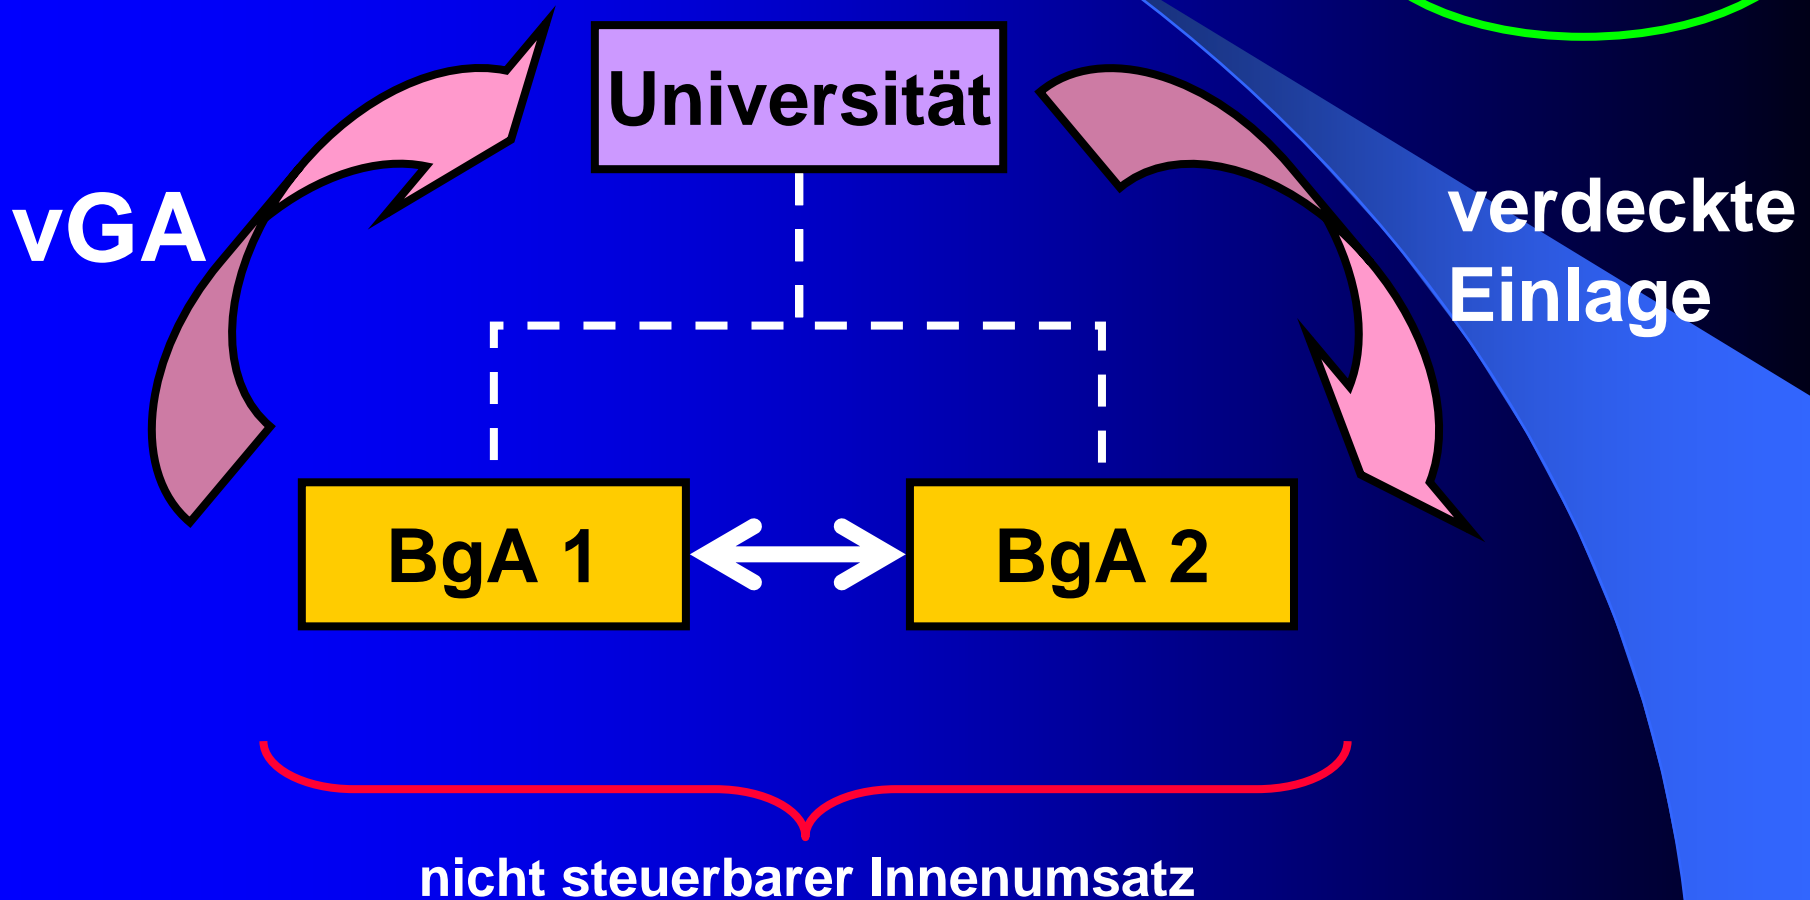 Universität
vGA
verdeckte
Einlage
BgA 1
BgA 2
nicht steuerbarer Innenumsatz